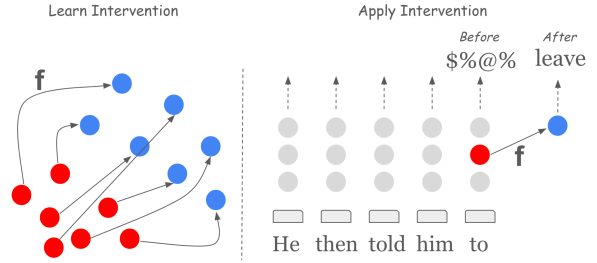 Learn Intervention
f
Apply Intervention
Before After
$%@% leave
f
He then told him to